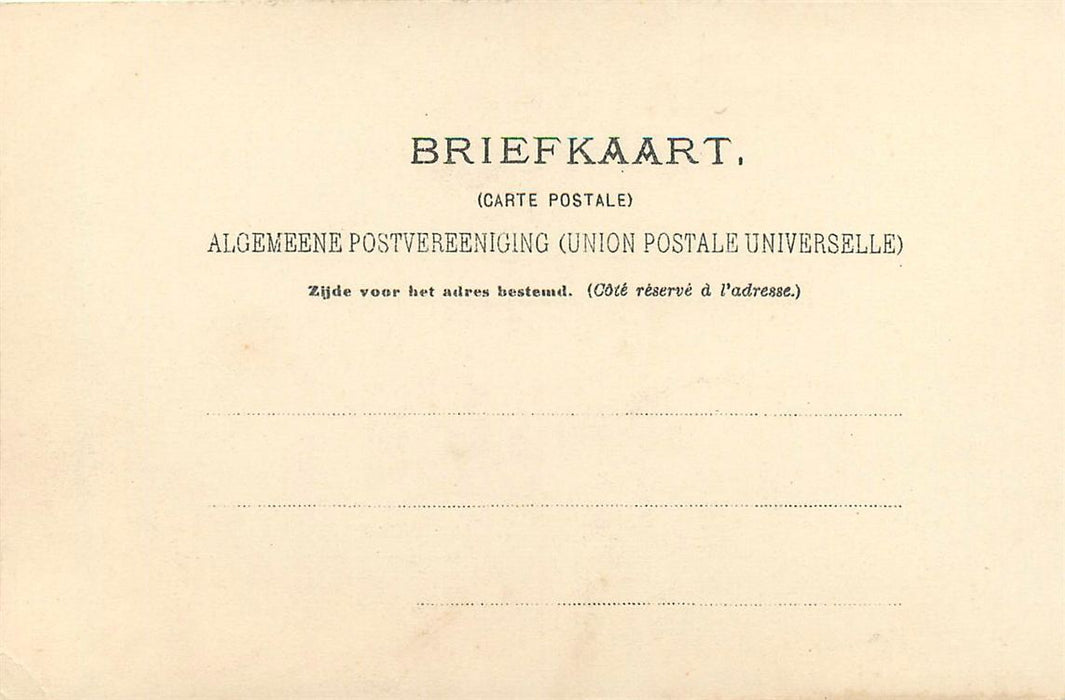 BRIEFKAART.
(CARTE POSTALE)
ALGEMEENE POSTVEREENIGING (UNION POSTALE UNIVERSELLE)
Zijde voor het adres bestemd. (Côté réservé à l'adresse.)